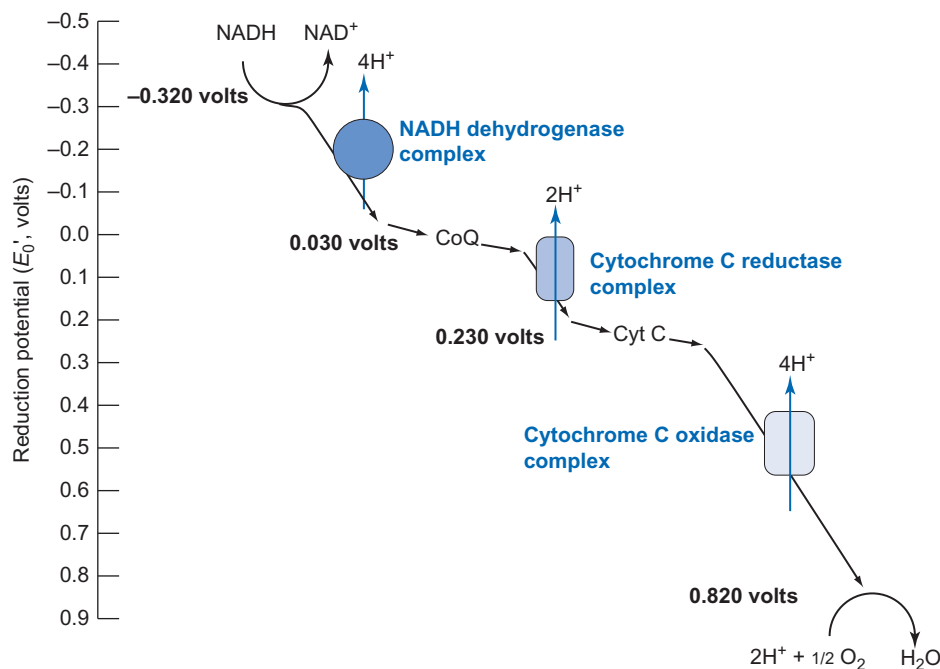 Reduction potential (E₀', volts)
–0.5
–0.4
–0.3
–0.2
–0.1
0.0
0.1
0.2
0.3
0.4
0.5
0.6
0.7
0.8
0.9
NADH NAD⁺
–0.320 volts
4H⁺
NADH dehydrogenase
complex
0.030 volts
CoQ
2H⁺
Cytochrome C reductase
complex
0.230 volts
Cyt C
4H⁺
Cytochrome C oxidase
complex
0.820 volts
2H⁺ + 1/2 O₂ H₂O